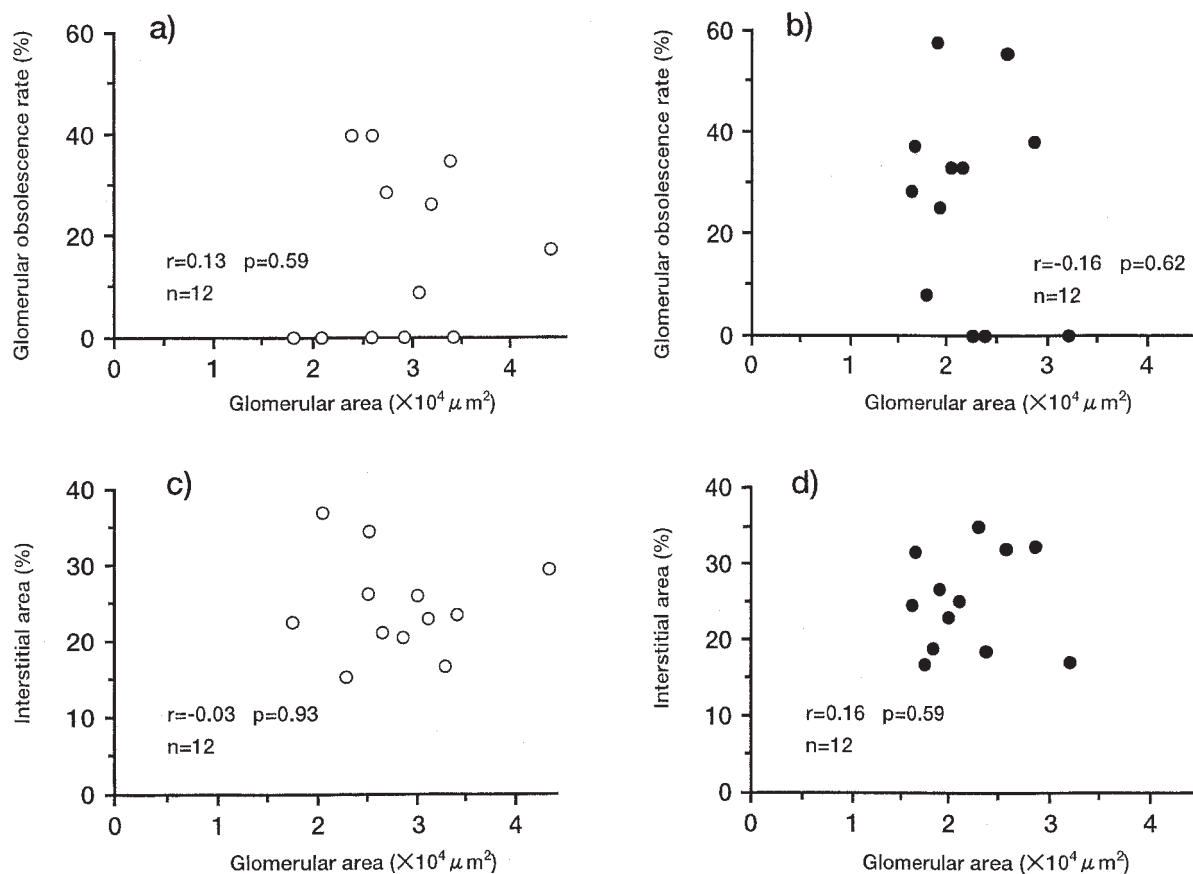 a)
Glomerular obsolescence rate (%)
60
40
20
0
r=0.13 p=0.59
n=12
0 1 2 3 4
Glomerular area (×10⁴ μm²)
b)
Glomerular obsolescence rate (%)
60
40
20
0
r=-0.16 p=0.62
n=12
0 1 2 3 4
Glomerular area (×10⁴ μm²)
c)
Interstitial area (%)
40
30
20
10
0
r=-0.03 p=0.93
n=12
0 1 2 3 4
Glomerular area (×10⁴ μm²)
d)
Interstitial area (%)
40
30
20
10
0
r=0.16 p=0.59
n=12
0 1 2 3 4
Glomerular area (×10⁴ μm²)